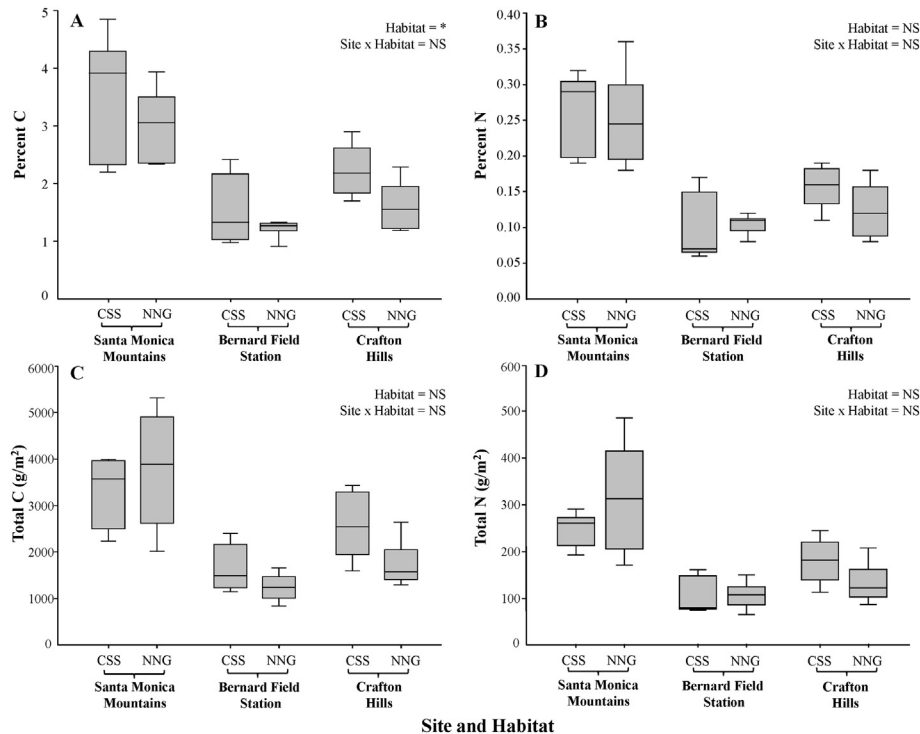 A
Habitat = *
Site x Habitat = NS
Percent C
5
4
3
2
1
0
CSS NNG CSS NNG CSS NNG
Santa Monica Mountains
Bernard Field Station
Crafton Hills
B
Habitat = NS
Site x Habitat = NS
Percent N
0.40
0.35
0.30
0.25
0.20
0.15
0.10
0.05
0.00
CSS NNG CSS NNG CSS NNG
Santa Monica Mountains
Bernard Field Station
Crafton Hills
C
Habitat = NS
Site x Habitat = NS
Total C (g/m²)
6000
5000
4000
3000
2000
1000
0
CSS NNG CSS NNG CSS NNG
Santa Monica Mountains
Bernard Field Station
Crafton Hills
D
Habitat = NS
Site x Habitat = NS
Total N (g/m²)
600
500
400
300
200
100
0
CSS NNG CSS NNG CSS NNG
Santa Monica Mountains
Bernard Field Station
Crafton Hills
Site and Habitat